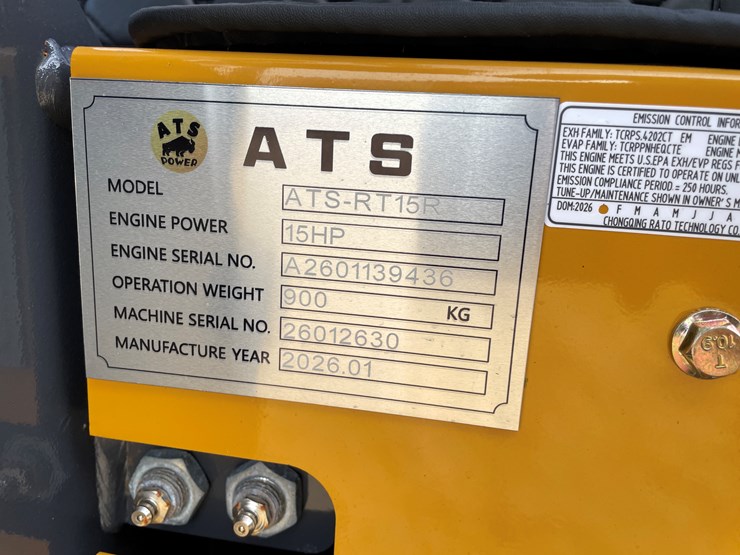 ATS
POWER
ATS
MODEL ATS-RT15R
ENGINE POWER 15HP
ENGINE SERIAL NO. A2601139436
OPERATION WEIGHT 900 KG
MACHINE SERIAL NO. 26012630
MANUFACTURE YEAR 2026.01
EMISSION CONTROL INFOR
EXH FAMILY: TCRPS.4202CT EM ENGINE
EVAP FAMILY: TCRPPNHEQCTE ENGINE
THIS ENGINE MEETS U.S.EPA EXH/EVP REGS F
THIS ENGINE IS CERTIFIED TO OPERATE ON UNL
EMISSION COMPLIANCE PERIOD = 250 HOURS.
TUNE-UP/MAINTENANCE SHOWN IN OWNER'S M
DOM:2026 F M A M J J A
CHONGQING RATO TECHNOLOGY CO.
10.9
T